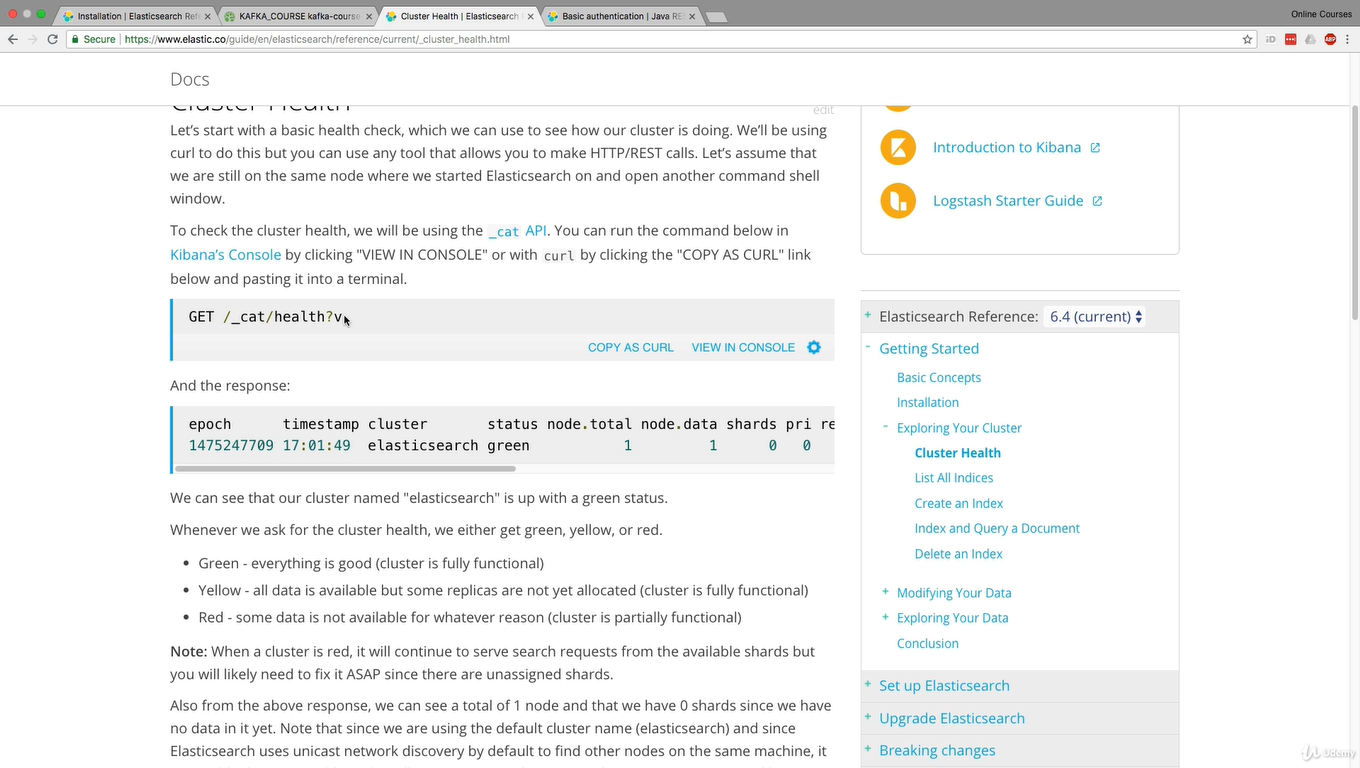 Installation | Elasticsearch Refe
KAFKA_COURSE kafka-course
Cluster Health | Elasticsearch
Basic authentication | Java RES
Online Courses
Secure
https://www.elastic.co/guide/en/elasticsearch/reference/current/_cluster_health.html
Docs
Cluster Health
edit
Let's start with a basic health check, which we can use to see how our cluster is doing. We'll be using
curl to do this but you can use any tool that allows you to make HTTP/REST calls. Let's assume that
we are still on the same node where we started Elasticsearch on and open another command shell
window.
To check the cluster health, we will be using the _cat API. You can run the command below in
Kibana's Console by clicking "VIEW IN CONSOLE" or with curl by clicking the "COPY AS CURL" link
below and pasting it into a terminal.
GET /_cat/health?v
COPY AS CURL VIEW IN CONSOLE
And the response:
epoch timestamp cluster status node.total node.data shards pri re
1475247709 17:01:49 elasticsearch green 1 1 0 0
We can see that our cluster named "elasticsearch" is up with a green status.
Whenever we ask for the cluster health, we either get green, yellow, or red.
• Green - everything is good (cluster is fully functional)
• Yellow - all data is available but some replicas are not yet allocated (cluster is fully functional)
• Red - some data is not available for whatever reason (cluster is partially functional)
Note: When a cluster is red, it will continue to serve search requests from the available shards but
you will likely need to fix it ASAP since there are unassigned shards.
Also from the above response, we can see a total of 1 node and that we have 0 shards since we have
no data in it yet. Note that since we are using the default cluster name (elasticsearch) and since
Elasticsearch uses unicast network discovery by default to find other nodes on the same machine, it
Introduction to Kibana
Logstash Starter Guide
+ Elasticsearch Reference: 6.4 (current)
- Getting Started
Basic Concepts
Installation
- Exploring Your Cluster
Cluster Health
List All Indices
Create an Index
Index and Query a Document
Delete an Index
+ Modifying Your Data
+ Exploring Your Data
Conclusion
+ Set up Elasticsearch
+ Upgrade Elasticsearch
+ Breaking changes
Udemy